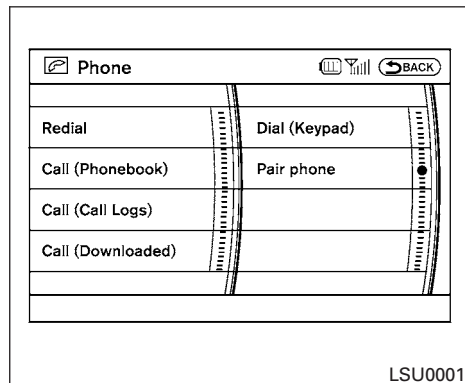 Phone
BACK
Redial
Dial (Keypad)
Call (Phonebook)
Pair phone
Call (Call Logs)
Call (Downloaded)
LSU0001